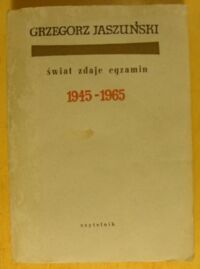 GRZEGORZ JASZUŃSKI
świat zdaje egzamin
1945-1965
czytelnik